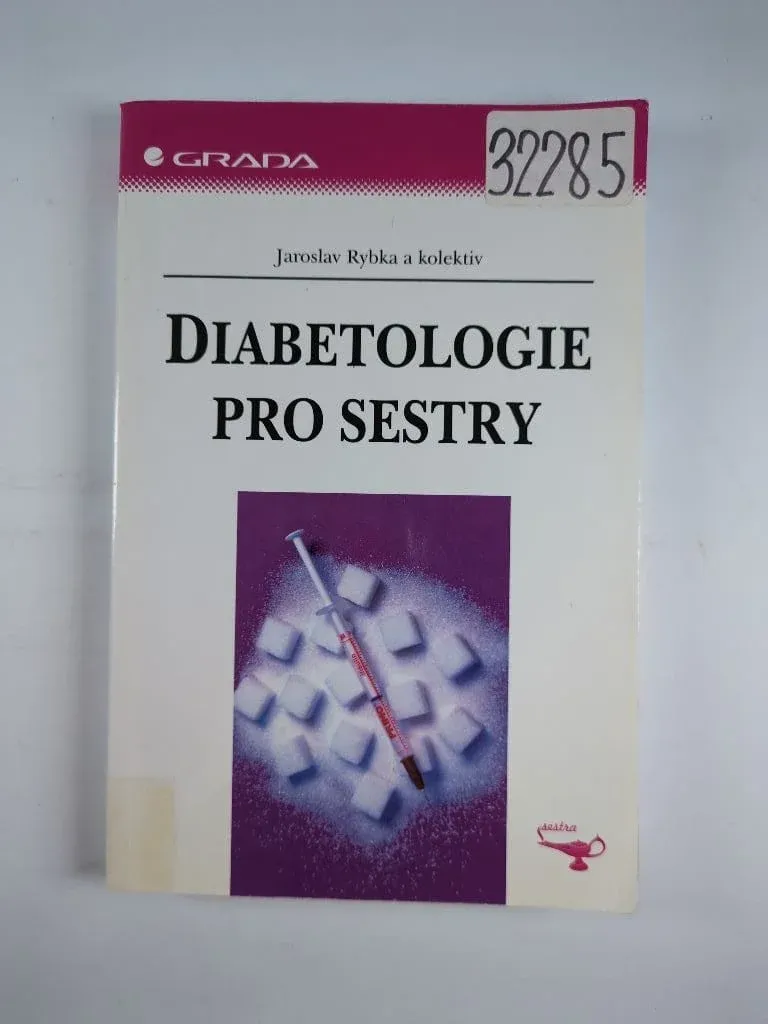 GRADA
32285
Jaroslav Rybka a kolektiv
DIABETOLOGIE
PRO SESTRY
sestra